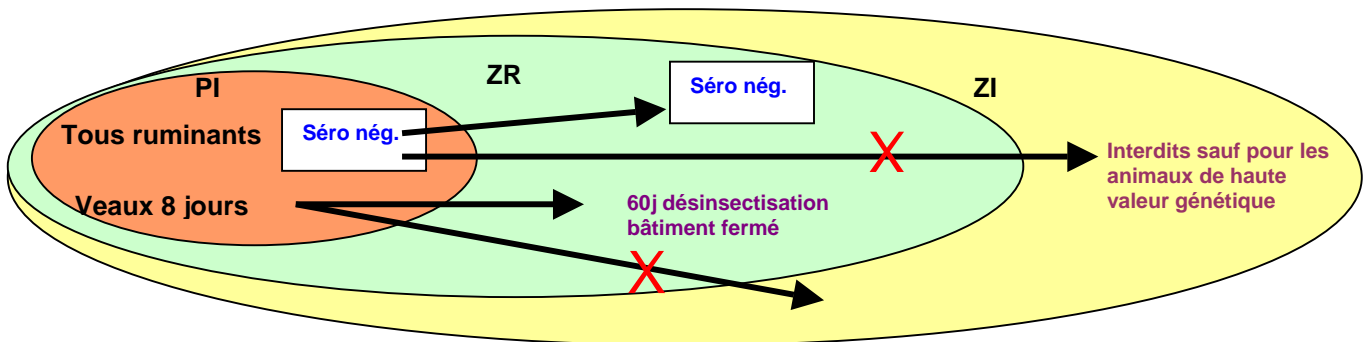 PI
ZR
ZI
Tous ruminants
Séro nég.
Séro nég.
Veaux 8 jours
60j désinsectisation
bâtiment fermé
Interdits sauf pour les
animaux de haute
valeur génétique
X
X